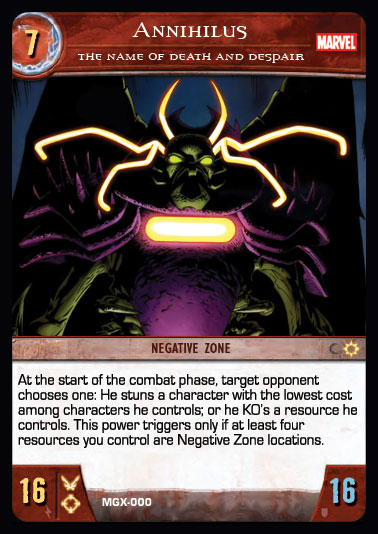 7
Annihilus
the name of death and despair
MARVEL
NEGATIVE ZONE
C
At the start of the combat phase, target opponent
chooses one: He stuns a character with the lowest cost
among characters he controls; or he KO's a resource he
controls. This power triggers only if at least four
resources you control are Negative Zone locations.
16
MGX-000
16